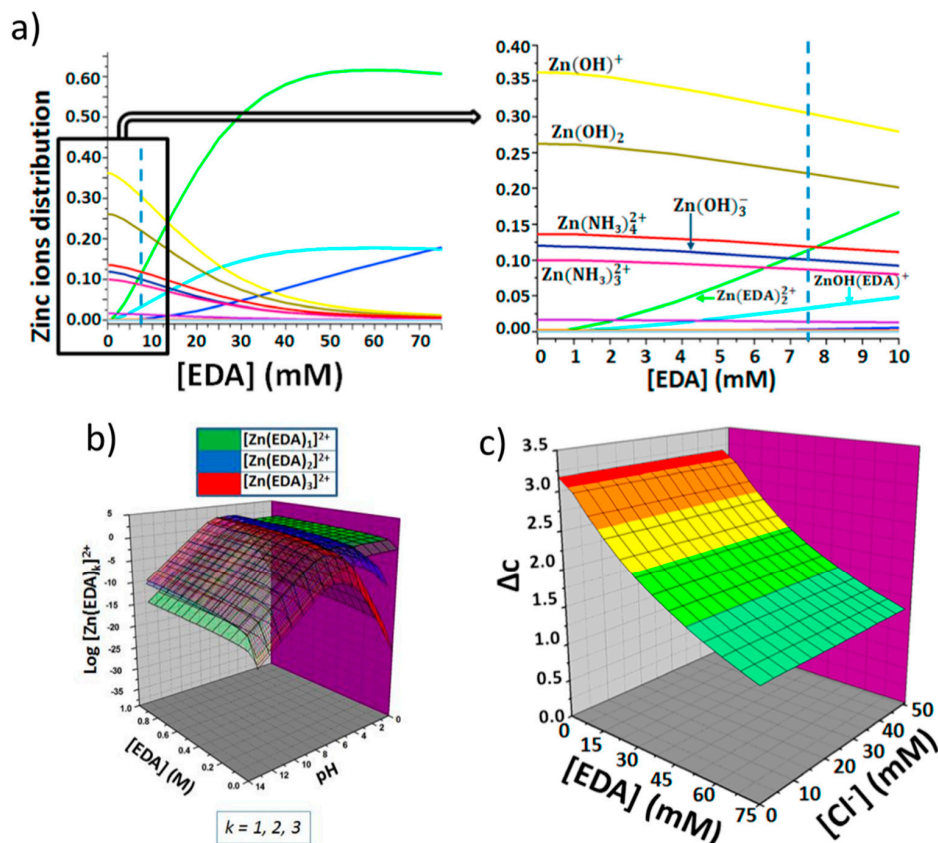 a)
Zinc ions distribution
0.60
0.50
0.40
0.30
0.20
0.10
0.00
0 10 20 30 40 50 60 70
[EDA] (mM)
0.40
0.35
0.30
0.25
0.20
0.15
0.10
0.05
0.00
Zn(OH)⁺
Zn(OH)₂
Zn(NH₃)₄²⁺
Zn(OH)₃⁻
Zn(NH₃)₃²⁺
Zn(EDA)₂²⁺
ZnOH(EDA)⁺
0 1 2 3 4 5 6 7 8 9 10
[EDA] (mM)
b)
[Zn(EDA)₁]²⁺
[Zn(EDA)₂]²⁺
[Zn(EDA)₃]²⁺
Log [Zn(EDA)ₖ]²⁺
5
0
-5
-10
-15
-20
-25
-30
-35
1.0 0.8 0.6 0.4 0.2 0.0
[EDA] (M)
14 12 10 8 6 4 2 0
pH
k = 1, 2, 3
c)
Δc
3.5
3.0
2.5
2.0
1.5
1.0
0.5
0.0
0 15 30 45 60 75
[EDA] (mM)
0 10 20 30 40 50
[Cl⁻] (mM)